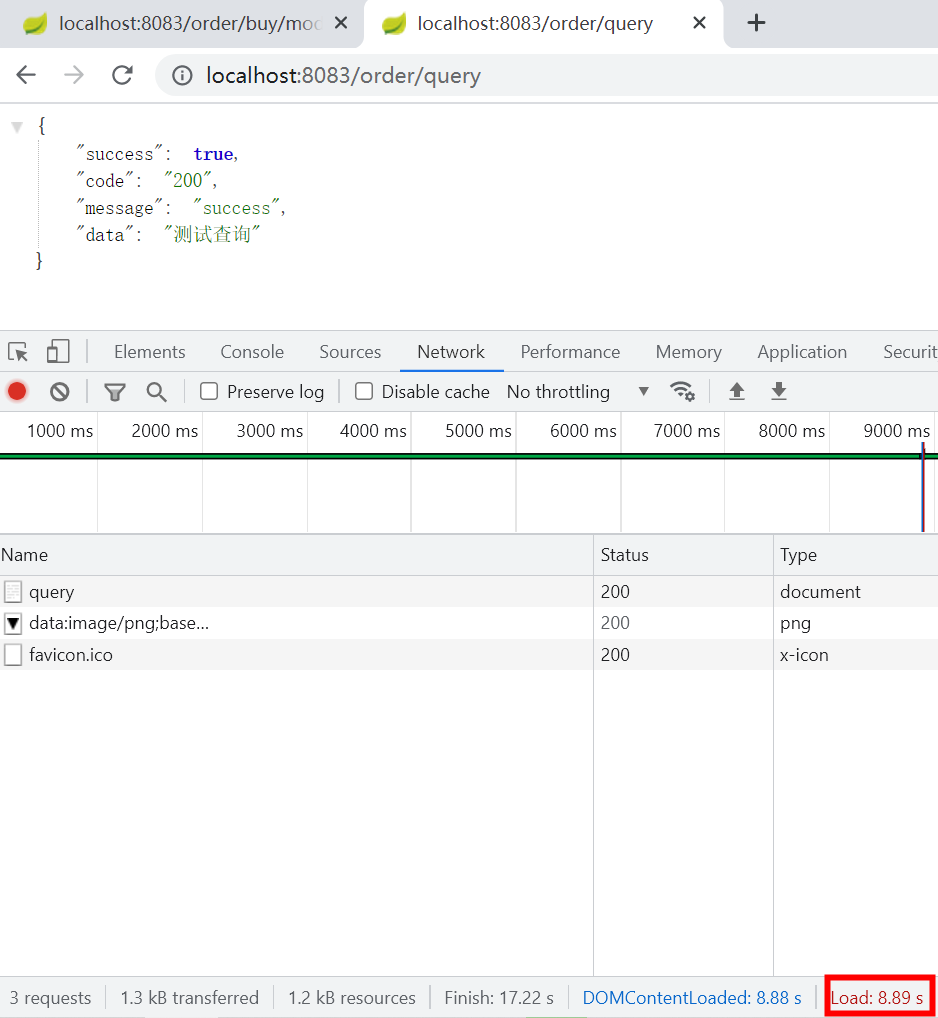 localhost:8083/order/buy/mod localhost:8083/order/query
localhost:8083/order/query
{
"success": true,
"code": "200",
"message": "success",
"data": "测试查询"
}
Elements Console Sources Network Performance Memory Application Securit
Preserve log Disable cache No throttling
1000 ms 2000 ms 3000 ms 4000 ms 5000 ms 6000 ms 7000 ms 8000 ms 9000 ms
Name Status Type
query 200 document
data:image/png;base... 200 png
favicon.ico 200 x-icon
3 requests 1.3 kB transferred 1.2 kB resources Finish: 17.22 s DOMContentLoaded: 8.88 s Load: 8.89 s